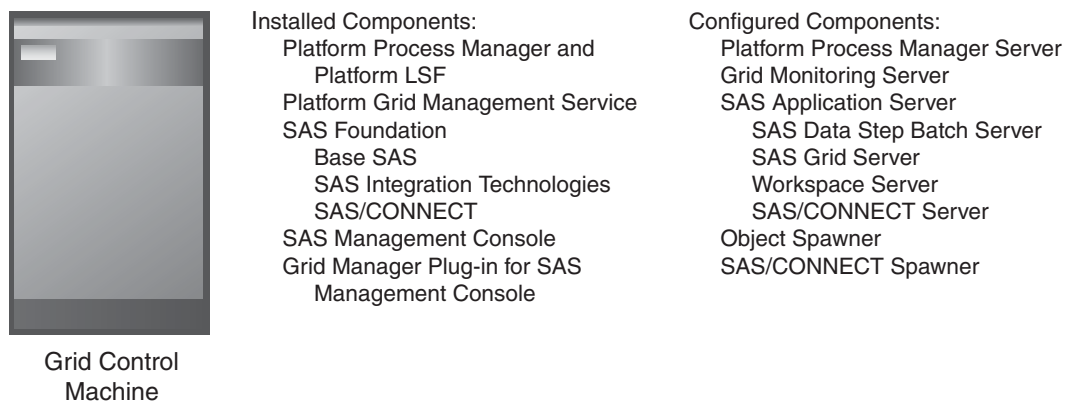 Installed Components:
Platform Process Manager and
Platform LSF
Platform Grid Management Service
SAS Foundation
Base SAS
SAS Integration Technologies
SAS/CONNECT
SAS Management Console
Grid Manager Plug-in for SAS
Management Console
Configured Components:
Platform Process Manager Server
Grid Monitoring Server
SAS Application Server
SAS Data Step Batch Server
SAS Grid Server
Workspace Server
SAS/CONNECT Server
Object Spawner
SAS/CONNECT Spawner
Grid Control
Machine